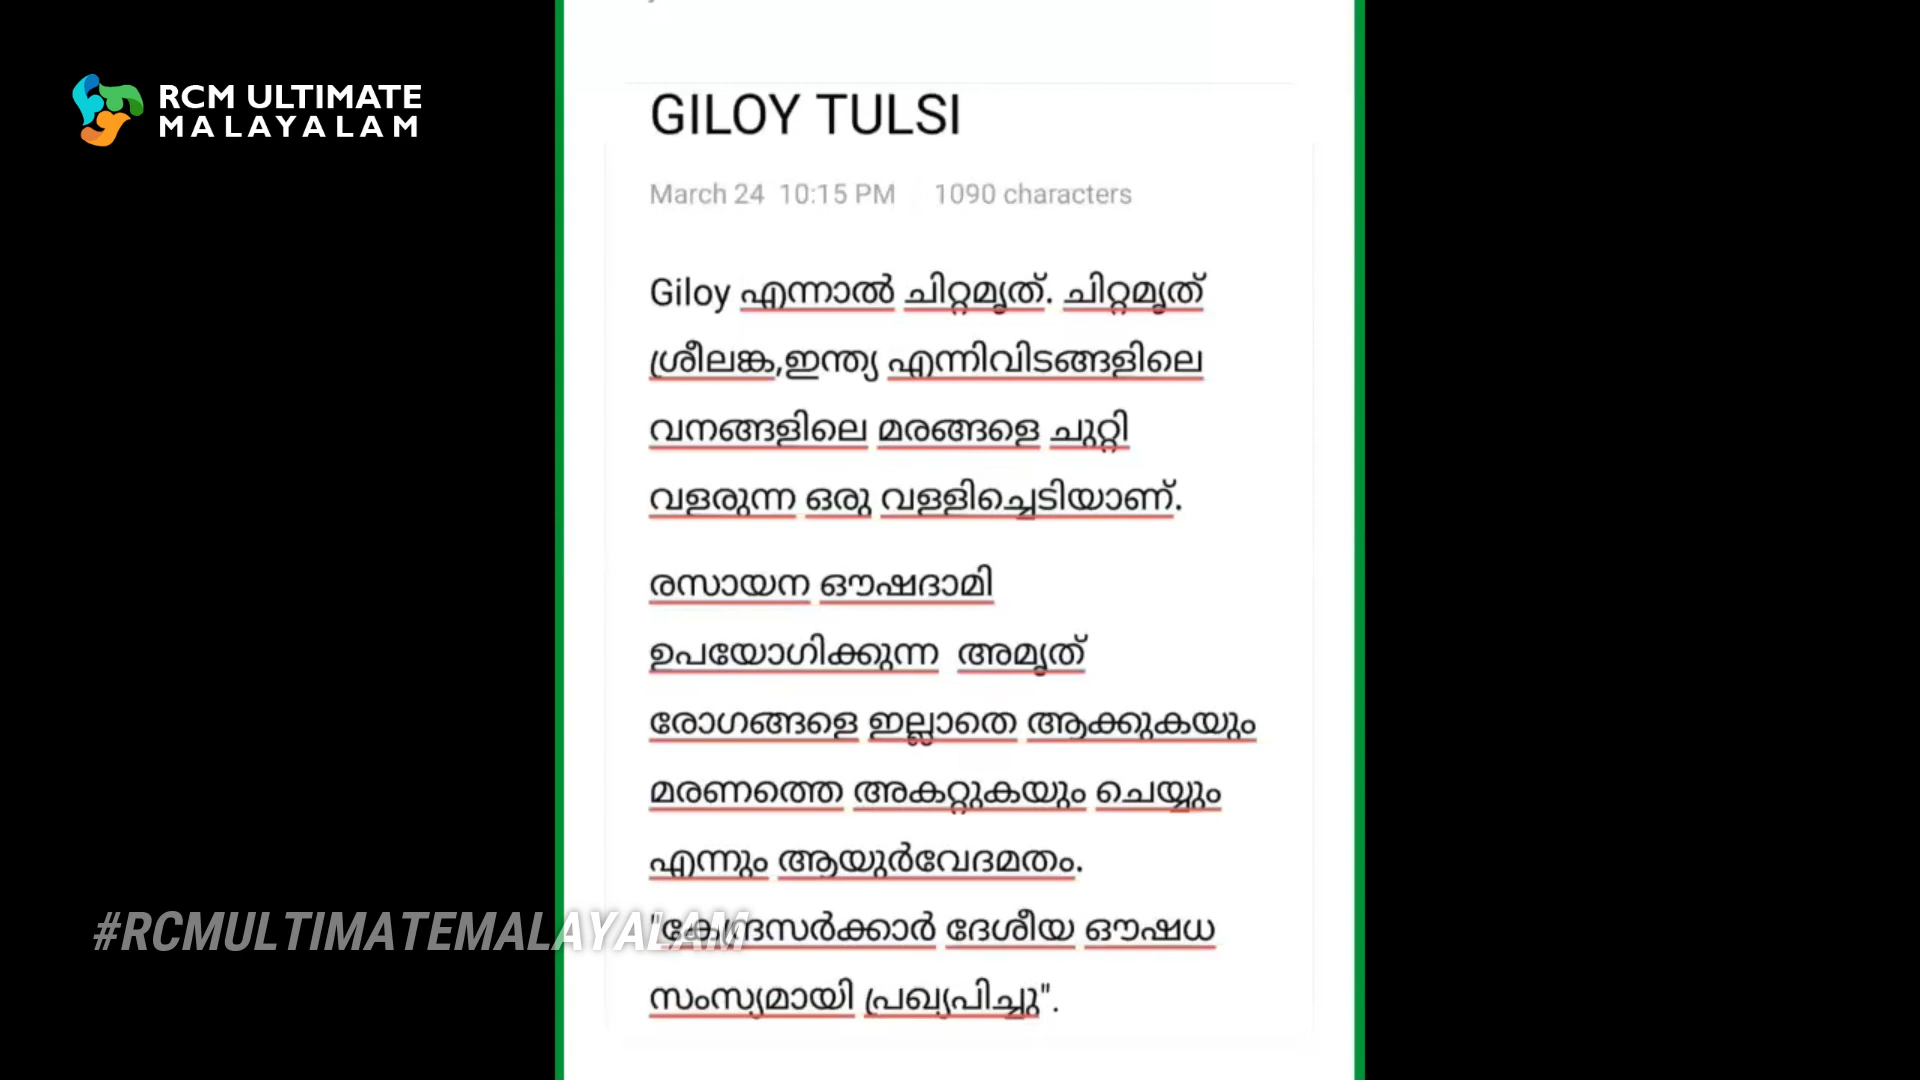 RCM ULTIMATE
MALAYALAM
GILOY TULSI
March 24 10:15 PM 1090 characters
Giloy എന്നാൽ ചിറ്റമൃത്. ചിറ്റമൃത്
ശ്രീലങ്ക,ഇന്ത്യ എന്നിവിടങ്ങളിലെ
വനങ്ങളിലെ മരങ്ങളെ ചുറ്റി
വളരുന്ന ഒരു വള്ളിച്ചെടിയാണ്.
രസായന ഔഷദാമി
ഉപയോഗിക്കുന്ന അമൃത്
രോഗങ്ങളെ ഇല്ലാതെ ആക്കുകയും
മരണത്തെ അകറ്റുകയും ചെയ്യും
എന്നും ആയുർവേദമതം.
"കേന്ദ്രസർക്കാർ ദേശീയ ഔഷധ
സംസ്യമായി പ്രഖ്യപിച്ചു".
#RCMULTIMATEMALAYALAM